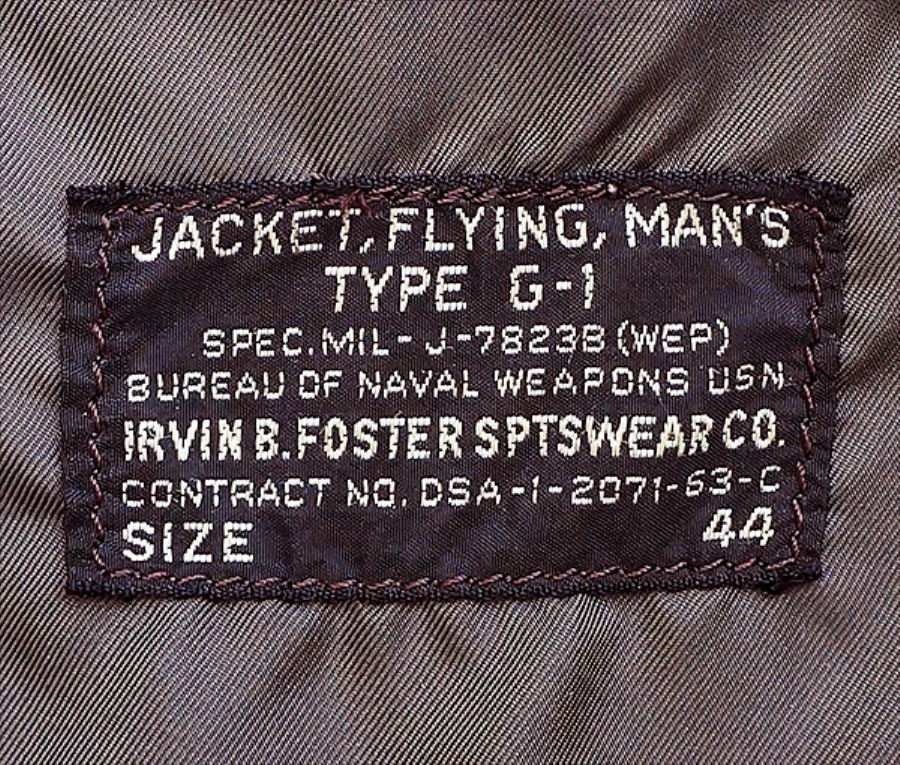 JACKET, FLYING, MAN'S
TYPE G-1
SPEC. MIL-J-7823B (WEP)
BUREAU OF NAVAL WEAPONS USN
IRVIN B. FOSTER SPTSWEAR CO.
CONTRACT NO. DSA-1-2071-63-C
SIZE 44